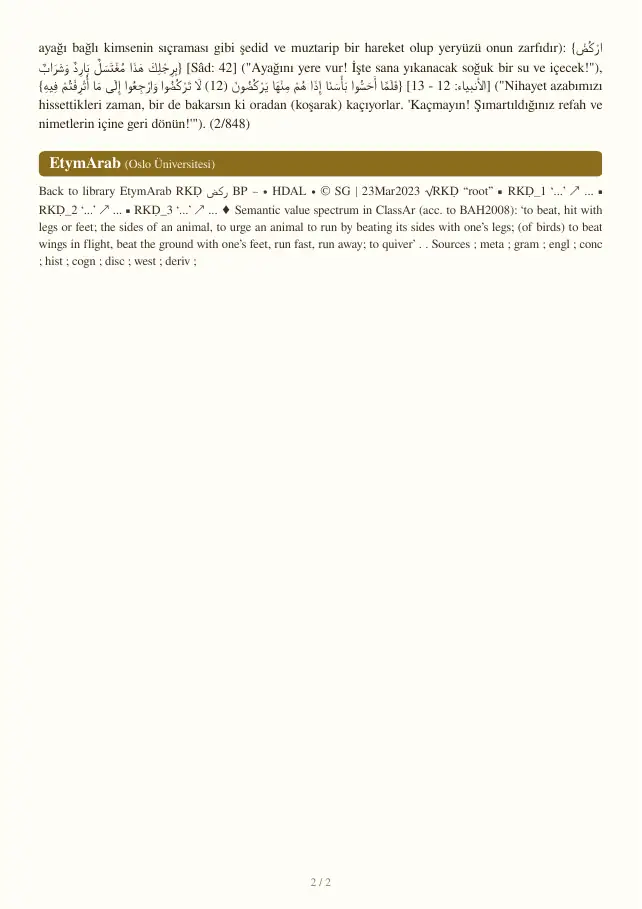 ayağı bağlı kimsenin sıçraması gibi şedid ve muztarip bir hareket olup yeryüzü onun zarfıdır): {ارْكُضْ
بِرِجْلِكَ هَذَا مُغْتَسَلٌ بَارِدٌ وَشَرَابٌ} [Sâd: 42] ("Ayağını yere vur! İşte sana yıkanacak soğuk bir su ve içecek!"),
{فَلَمَّا أَحَسُّوا بَأْسَنَا إِذَا هُمْ مِنْهَا يَرْكُضُونَ (12) لَا تَرْكُضُوا وَارْجِعُوا إِلَى مَا أُتْرِفْتُمْ فِيهِ} [الأنبياء: 12 - 13] ("Nihayet azabımızı
hissettikleri zaman, bir de bakarsın ki oradan (koşarak) kaçıyorlar. 'Kaçmayın! Şımartıldığınız refah ve
nimetlerin içine geri dönün!'"). (2/848)
EtymArab (Oslo Üniversitesi)
Back to library EtymArab RKḌ ركض BP – • HDAL • © SG | 23Mar2023 √RKḌ “root” ▪ RKḌ_1 ‘...’ ↗ ... ▪
RKḌ_2 ‘...’ ↗ ... ▪ RKḌ_3 ‘...’ ↗ ... ♦ Semantic value spectrum in ClassAr (acc. to BAH2008): ‘to beat, hit with
legs or feet; the sides of an animal, to urge an animal to run by beating its sides with one’s legs; (of birds) to beat
wings in flight, beat the ground with one’s feet, run fast, run away; to quiver’ . . Sources ; meta ; gram ; engl ; conc
; hist ; cogn ; disc ; west ; deriv ;
2 / 2